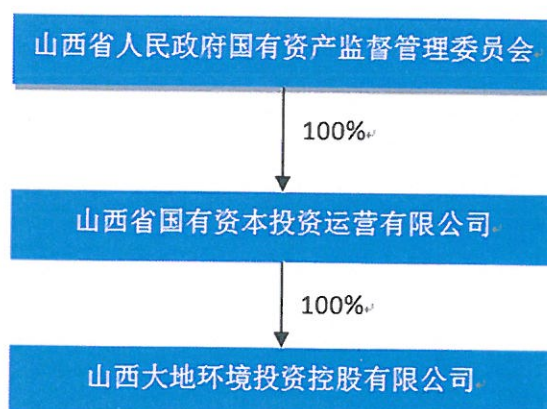 山西省人民政府国有资产监督管理委员会
100%
山西省国有资本投资运营有限公司
100%
山西大地环境投资控股有限公司